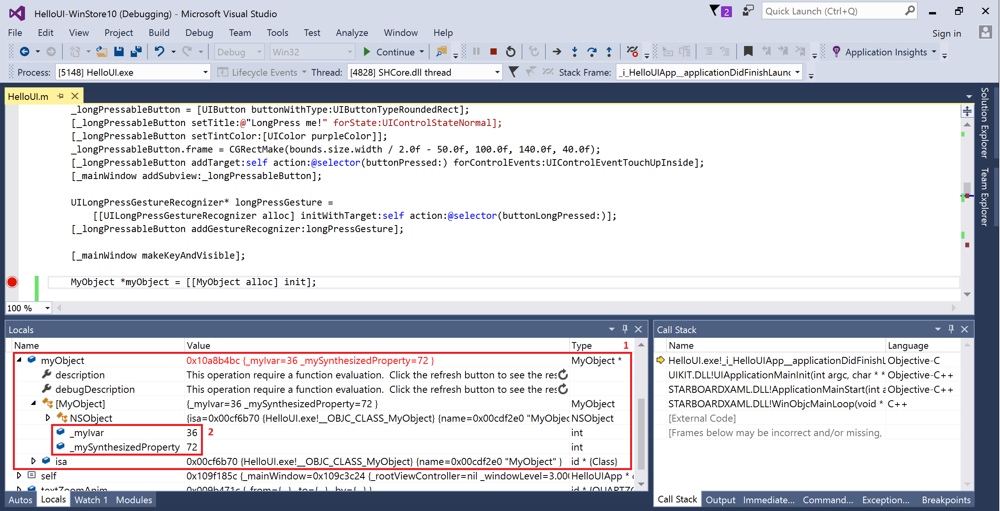 HelloUI-WinStore10 (Debugging) - Microsoft Visual Studio
2
Quick Launch (Ctrl+Q)
File Edit View Project Build Debug Team Tools Test Analyze Window Help
Sign in
Debug Win32 Continue Application Insights
Process: [5148] HelloUI.exe Lifecycle Events Thread: [4828] SHCore.dll thread Stack Frame: _i_HelloUIApp__applicationDidFinishLaunc
HelloUI.m
_longPressableButton = [UIButton buttonWithType:UIButtonTypeRoundedRect];
[_longPressableButton setTitle:@"LongPress me!" forState:UIControlStateNormal];
[_longPressableButton setTintColor:[UIColor purpleColor]];
_longPressableButton.frame = CGRectMake(bounds.size.width / 2.0f - 50.0f, 100.0f, 140.0f, 40.0f);
[_longPressableButton addTarget:self action:@selector(buttonPressed:) forControlEvents:UIControlEventTouchUpInside];
[_mainWindow addSubview:_longPressableButton];
UILongPressGestureRecognizer* longPressGesture =
[[UILongPressGestureRecognizer alloc] initWithTarget:self action:@selector(buttonLongPressed:)];
[_longPressableButton addGestureRecognizer:longPressGesture];
[_mainWindow makeKeyAndVisible];
MyObject *myObject = [[MyObject alloc] init];
100 %
Solution Explorer
Team Explorer
Locals
Name Value Type 1
myObject 0x10a8b4bc {_myIvar=36 _mySynthesizedProperty=72 } MyObject *
description This operation require a function evaluation. Click the refresh button to see the res
debugDescription This operation require a function evaluation. Click the refresh button to see the res
[MyObject] {_myIvar=36 _mySynthesizedProperty=72 } MyObject
NSObject {isa=0x00cf6b70 {HelloUI.exe!__OBJC_CLASS_MyObject} {name=0x00cdf2e0 "MyObjec NSObject
_myIvar 36 2 int
_mySynthesizedProperty 72 int
isa 0x00cf6b70 {HelloUI.exe!__OBJC_CLASS_MyObject} {name=0x00cdf2e0 "MyObject" } id * {Class}
self 0x109f185c {_mainWindow=0x109c3c24 {_rootViewController=nil _windowLevel=3.000 HelloUIApp *
textZoomAnim 0x009b471c {_from={...} _to={...} _by={...} } id * {QUARTZC
Autos Locals Watch 1 Modules
Call Stack
Name Language
HelloUI.exe!_i_HelloUIApp__applicationDidFinishL Objective-C
UIKIT.DLL!UIApplicationMainInit(int argc, char * * Objective-C++
STARBOARDXAML.DLL!ApplicationMainStart(int a Objective-C++
STARBOARDXAML.DLL!WinObjcMainLoop(void * C++
[External Code]
[Frames below may be incorrect and/or missing,
Call Stack Output Immediate... Command... Exception... Breakpoints